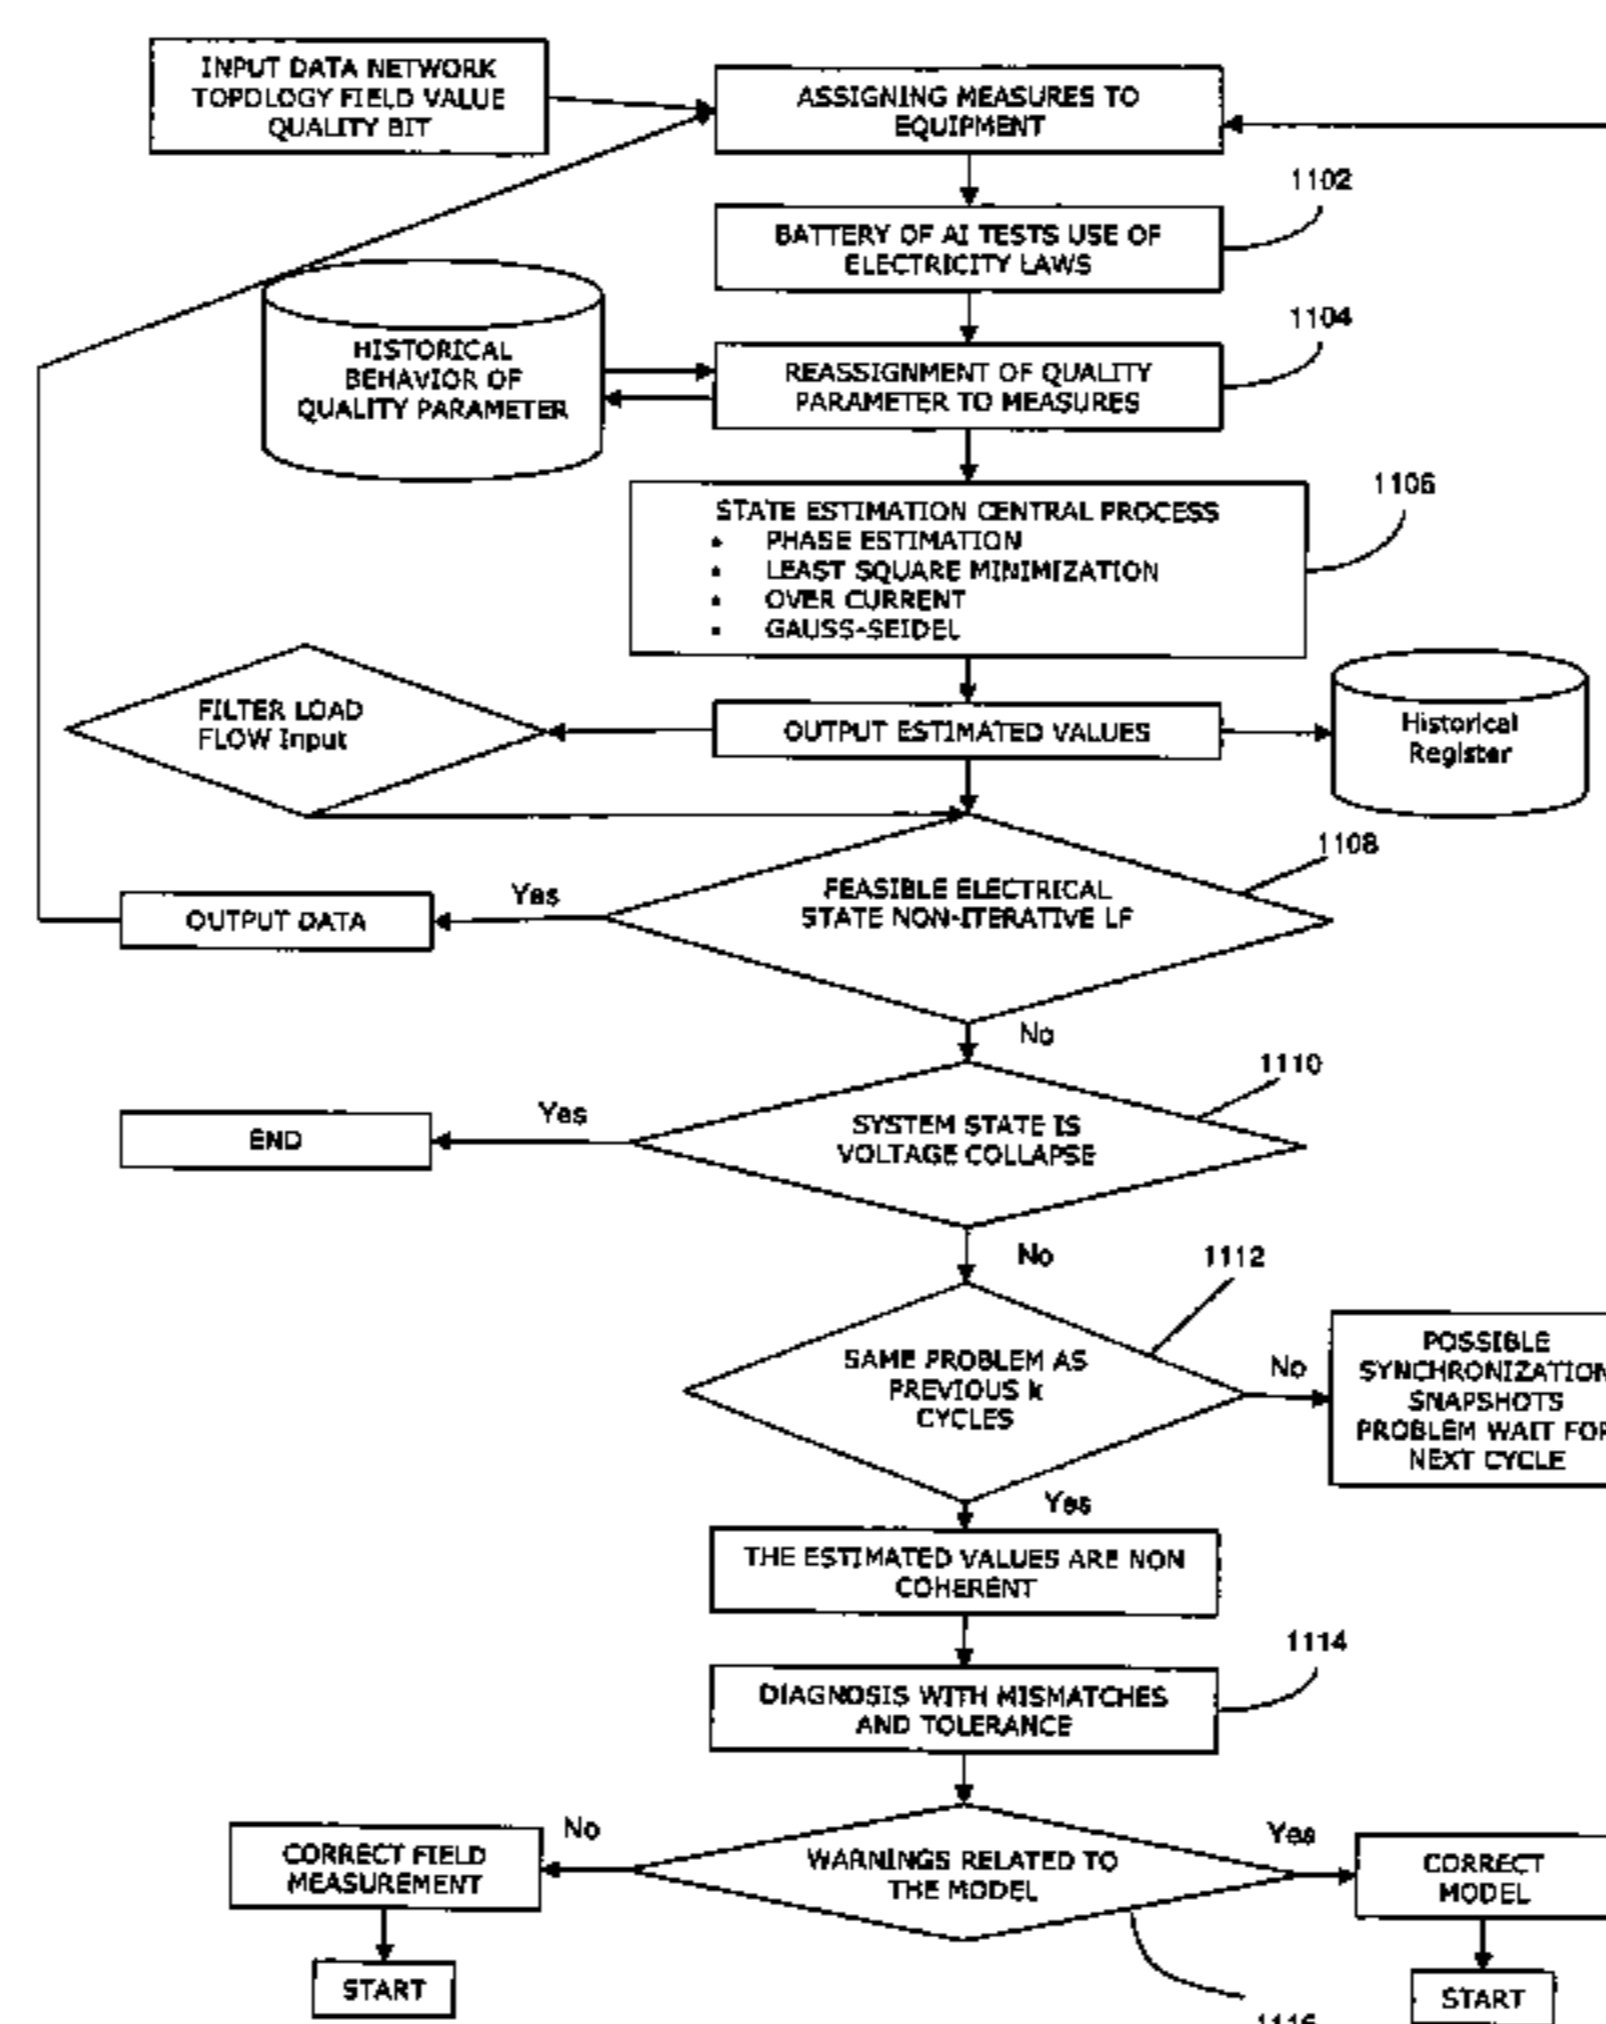 INPUT DATA NETWORK
TOPOLOGY FIELD VALUE
QUALITY BIT
ASSIGNING MEASURES TO
EQUIPMENT
1102
BATTERY OF AI TESTS USE OF
ELECTRICITY LAWS
1104
HISTORICAL
BEHAVIOR OF
QUALITY PARAMETER
REASSIGNMENT OF QUALITY
PARAMETER TO MEASURES
1106
STATE ESTIMATION CENTRAL PROCESS
• PHASE ESTIMATION
• LEAST SQUARE MINIMIZATION
• OVER CURRENT
• GAUSS-SEIDEL
FILTER LOAD
FLOW Input
OUTPUT ESTIMATED VALUES
Historical
Register
1108
FEASIBLE ELECTRICAL
STATE NON-ITERATIVE LF
Yes
OUTPUT DATA
No
1110
SYSTEM STATE IS
VOLTAGE COLLAPSE
Yes
END
No
1112
SAME PROBLEM AS
PREVIOUS k
CYCLES
No
POSSIBLE
SYNCHRONIZATION
SNAPSHOTS
PROBLEM WAIT FOR
NEXT CYCLE
Yes
THE ESTIMATED VALUES ARE NON
COHERENT
1114
DIAGNOSIS WITH MISMATCHES
AND TOLERANCE
No
Yes
CORRECT FIELD
MEASUREMENT
WARNINGS RELATED TO
THE MODEL
CORRECT
MODEL
START
START